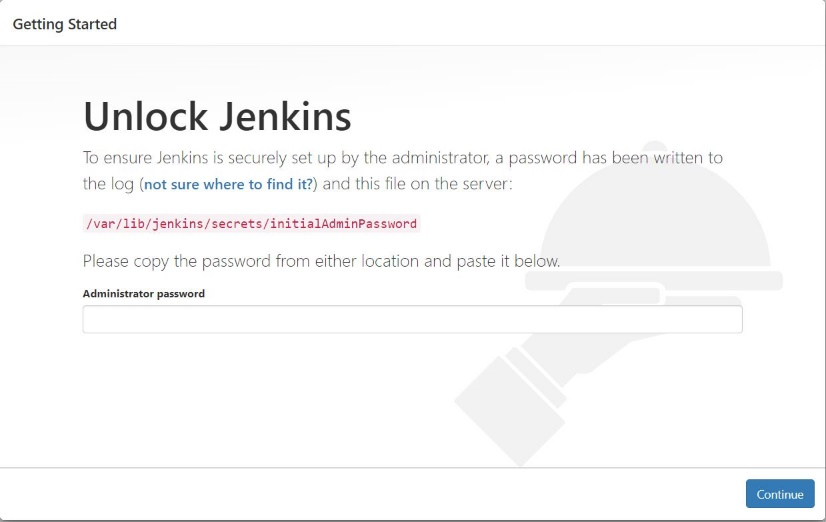 Getting Started
Unlock Jenkins
To ensure Jenkins is securely set up by the administrator, a password has been written to
the log (not sure where to find it?) and this file on the server:
/var/lib/jenkins/secrets/initialAdminPassword
Please copy the password from either location and paste it below.
Administrator password
Continue